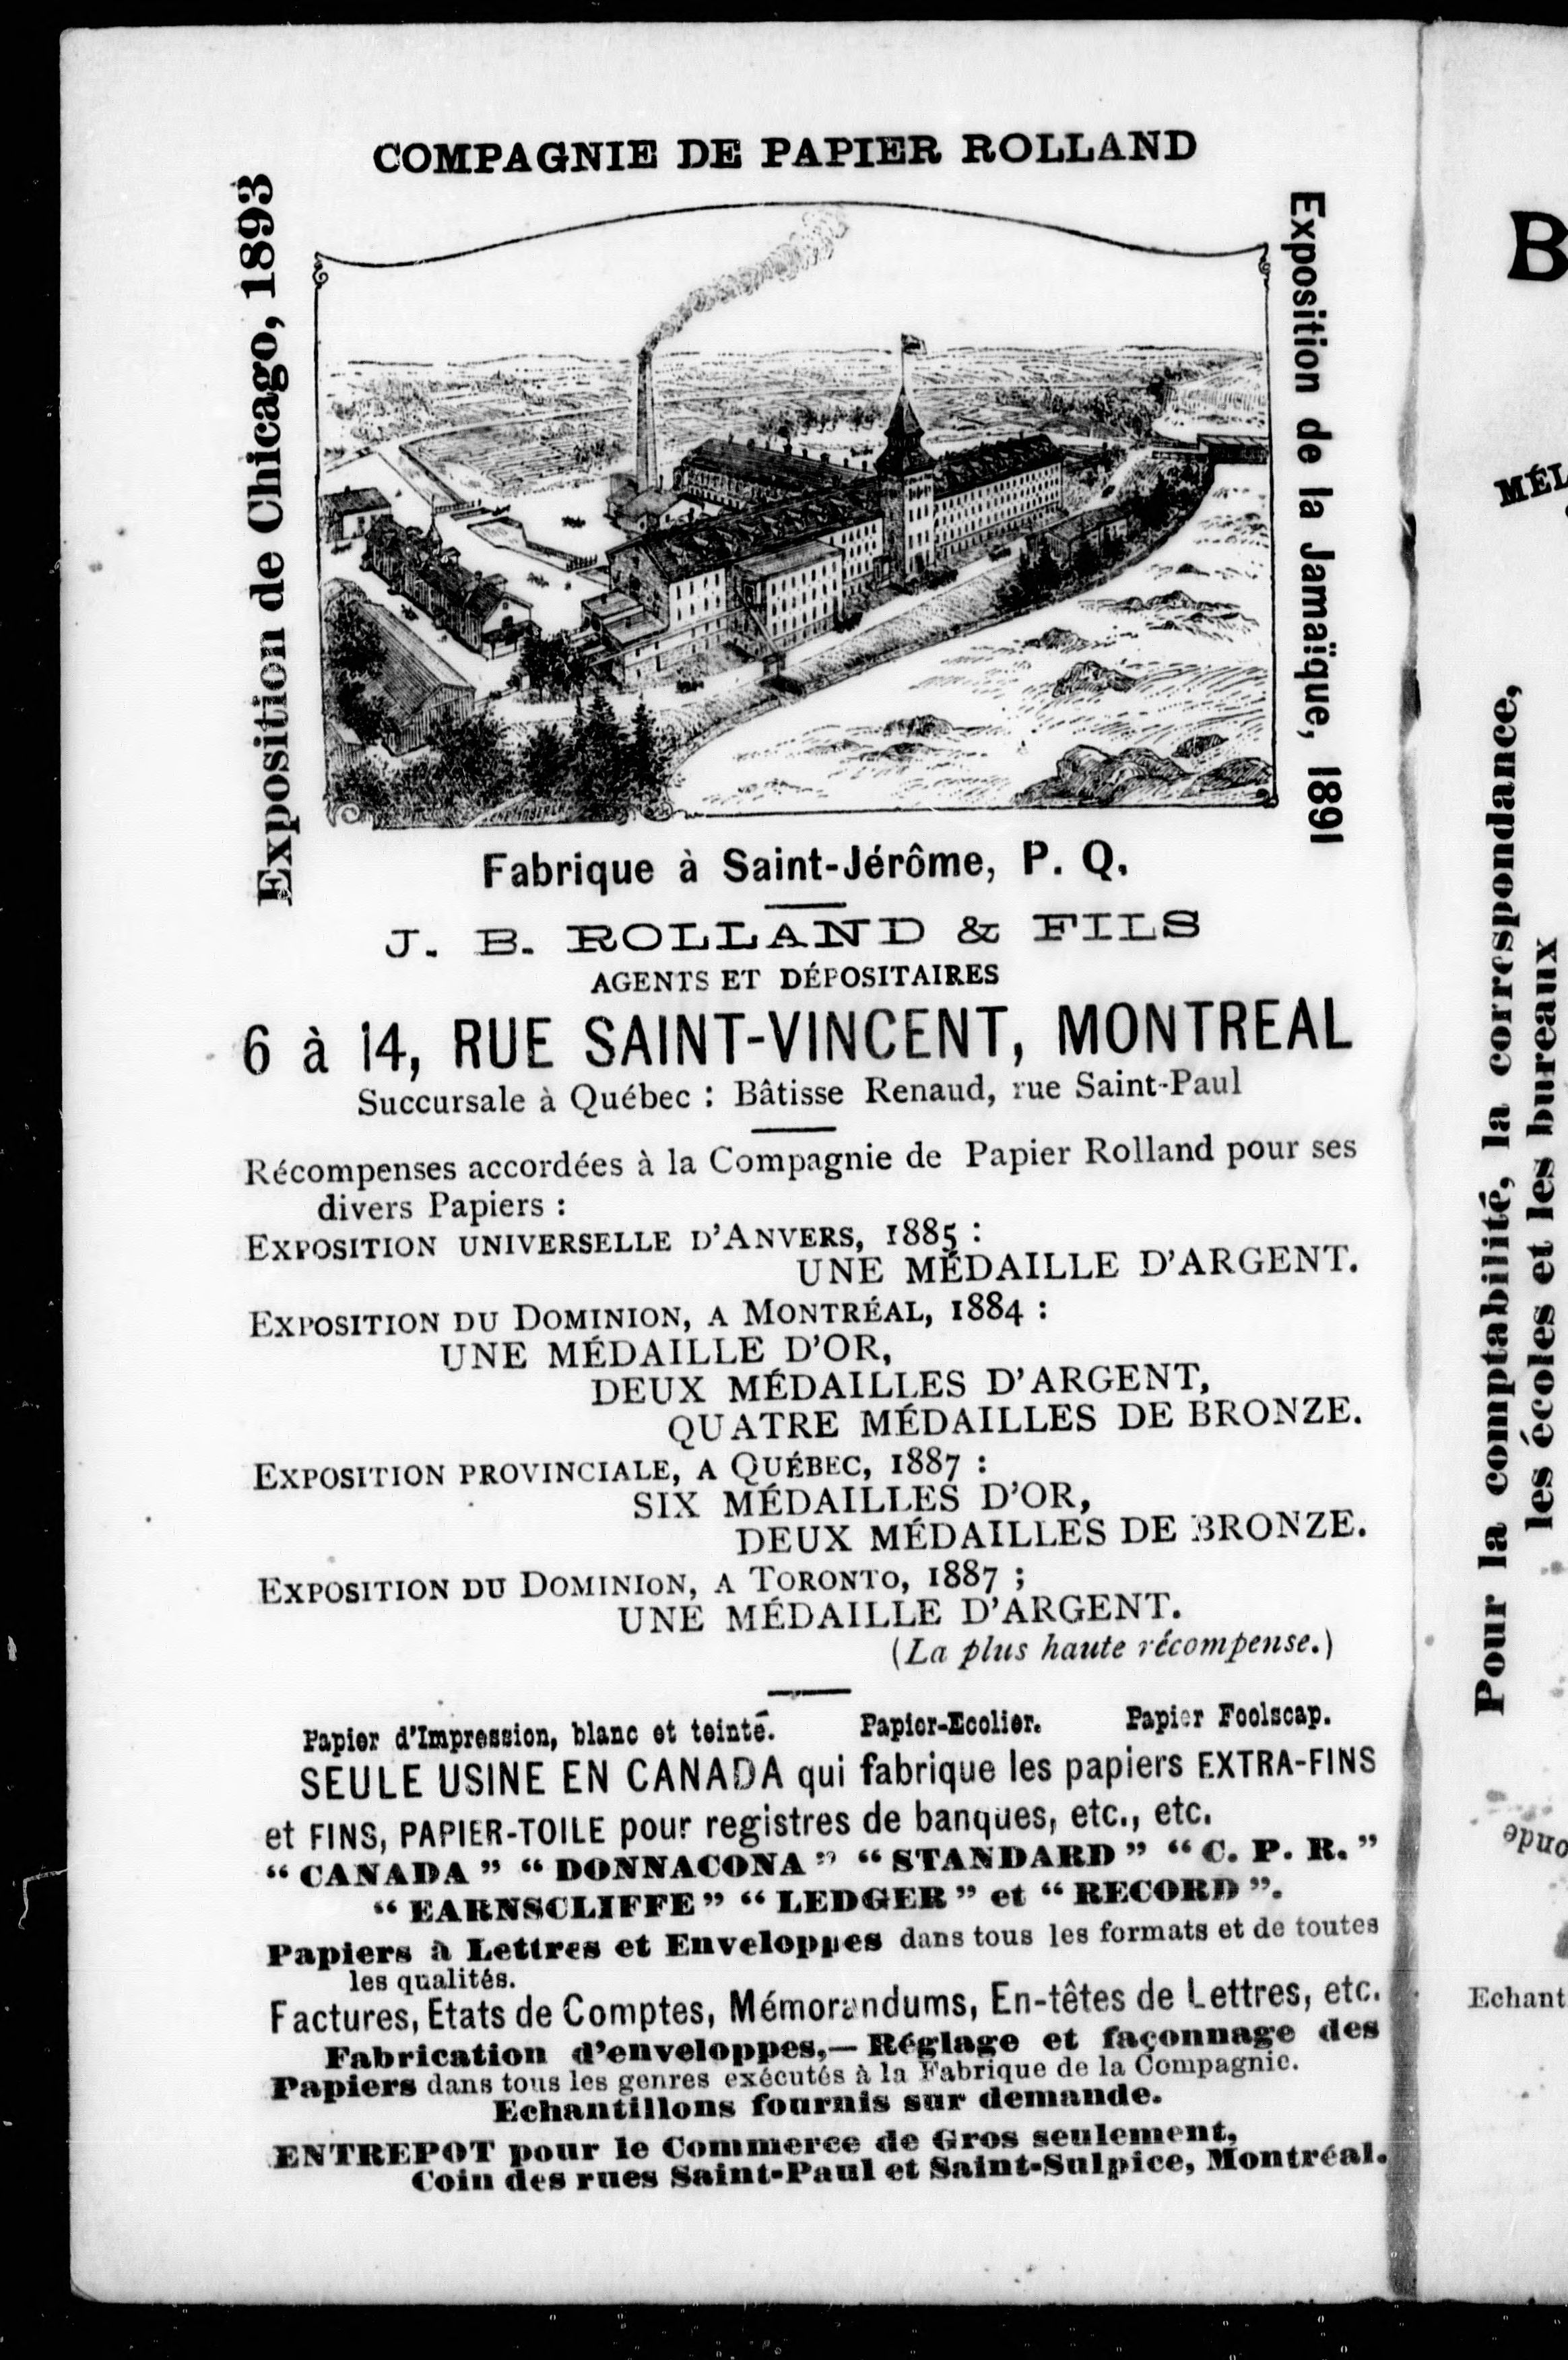 COMPAGNIE DE PAPIER ROLLAND
Exposition de Chicago, 1893
Exposition de la Jamaïque, 1891
Fabrique à Saint-Jérôme, P. Q.
J. B. ROLLAND & FILS
AGENTS ET DÉPOSITAIRES
6 à 14, RUE SAINT-VINCENT, MONTREAL
Succursale à Québec : Bâtisse Renaud, rue Saint-Paul
Récompenses accordées à la Compagnie de Papier Rolland pour ses
divers Papiers :
EXPOSITION UNIVERSELLE D'ANVERS, 1885 :
UNE MÉDAILLE D'ARGENT.
EXPOSITION DU DOMINION, A MONTRÉAL, 1884 :
UNE MÉDAILLE D'OR,
DEUX MÉDAILLES D'ARGENT,
QUATRE MÉDAILLES DE BRONZE.
EXPOSITION PROVINCIALE, A QUÉBEC, 1887 :
SIX MÉDAILLES D'OR,
DEUX MÉDAILLES DE BRONZE.
EXPOSITION DU DOMINION, A TORONTO, 1887 ;
UNE MÉDAILLE D'ARGENT.
(La plus haute récompense.)
Papier d'Impression, blanc et teinté. Papier-Ecolier. Papier Foolscap.
SEULE USINE EN CANADA qui fabrique les papiers EXTRA-FINS
et FINS, PAPIER-TOILE pour registres de banques, etc., etc.
“ CANADA ” “ DONNACONA ” “ STANDARD ” “ C. P. R. ”
“ EARNSCLIFFE ” “ LEDGER ” et “ RECORD ”.
Papiers à Lettres et Enveloppes dans tous les formats et de toutes
les qualités.
Factures, Etats de Comptes, Mémorandums, En-têtes de Lettres, etc.
Fabrication d'enveloppes,—Réglage et façonnage des
Papiers dans tous les genres exécutés à la Fabrique de la Compagnie.
Echantillons fournis sur demande.
ENTREPOT pour le Commerce de Gros seulement,
Coin des rues Saint-Paul et Saint-Sulpice, Montréal.
B
MÉL
Pour la comptabilité, la correspondance,
les écoles et les bureaux
onde
Echant